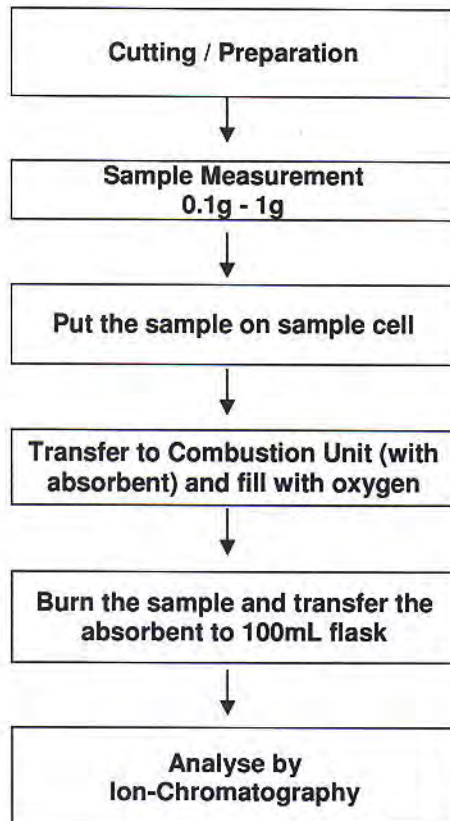 Cutting / Preparation
Sample Measurement
0.1g - 1g
Put the sample on sample cell
Transfer to Combustion Unit (with
absorbent) and fill with oxygen
Burn the sample and transfer the
absorbent to 100mL flask
Analyse by
Ion-Chromatography